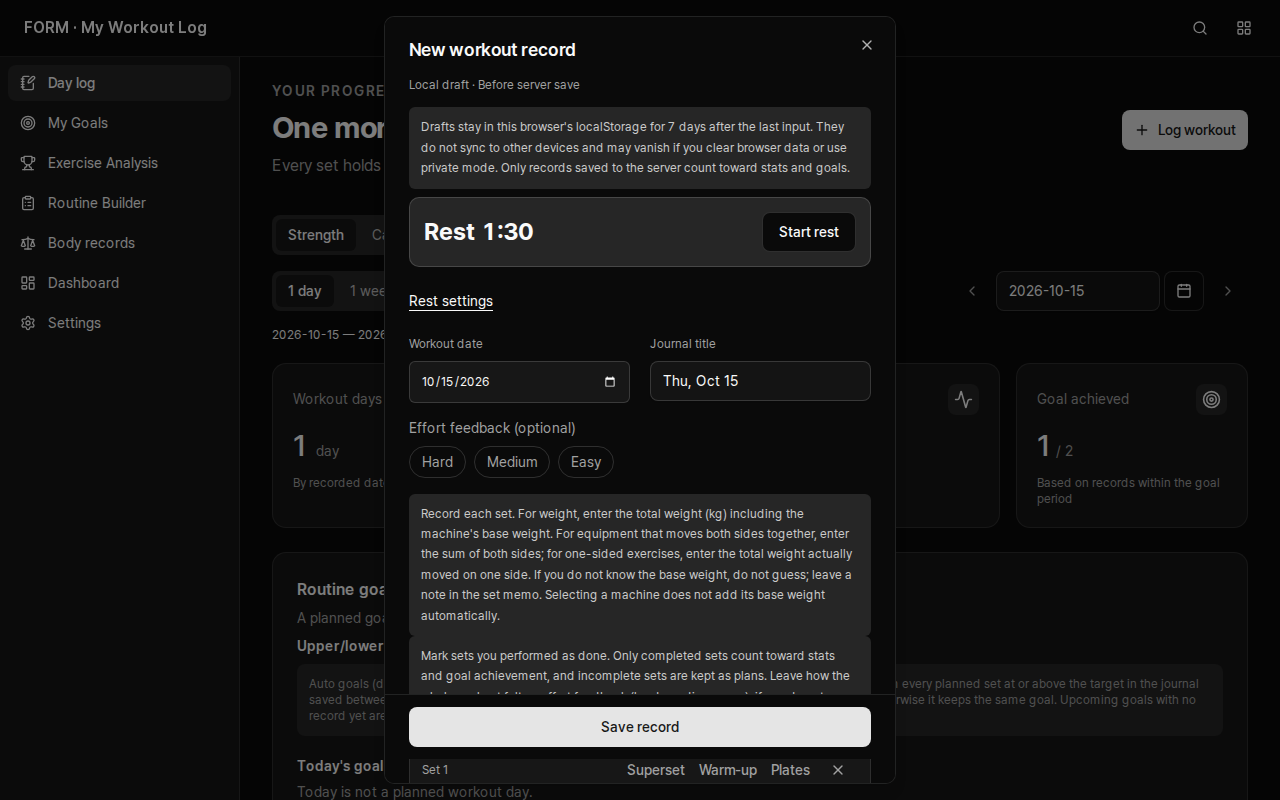 FORM · My Workout Log
Day log
My Goals
Exercise Analysis
Routine Builder
Body records
Dashboard
Settings
YOUR PROGRE
One mor
Every set holds
Log workout
Strength
1 day
1 wee
2026-10-15
2026-10-15 — 2026
Workout days
1 day
By recorded date
Goal achieved
1 / 2
Based on records within the goal
period
Routine goa
A planned goa
Upper/lower
Auto goals (d
saved betwee
record yet are
every planned set at or above the target in the journal
rwise it keeps the same goal. Upcoming goals with no
Today's goal
Today is not a planned workout day.
New workout record
Local draft · Before server save
Drafts stay in this browser's localStorage for 7 days after the last input. They
do not sync to other devices and may vanish if you clear browser data or use
private mode. Only records saved to the server count toward stats and goals.
Rest 1:30
Start rest
Rest settings
Workout date
Journal title
10/15/2026
Thu, Oct 15
Effort feedback (optional)
Hard
Medium
Easy
Record each set. For weight, enter the total weight (kg) including the
machine's base weight. For equipment that moves both sides together, enter
the sum of both sides; for one-sided exercises, enter the total weight actually
moved on one side. If you do not know the base weight, do not guess; leave a
note in the set memo. Selecting a machine does not add its base weight
automatically.
Mark sets you performed as done. Only completed sets count toward stats
and goal achievement, and incomplete sets are kept as plans. Leave how the
Save record
Set 1
Superset
Warm-up
Plates